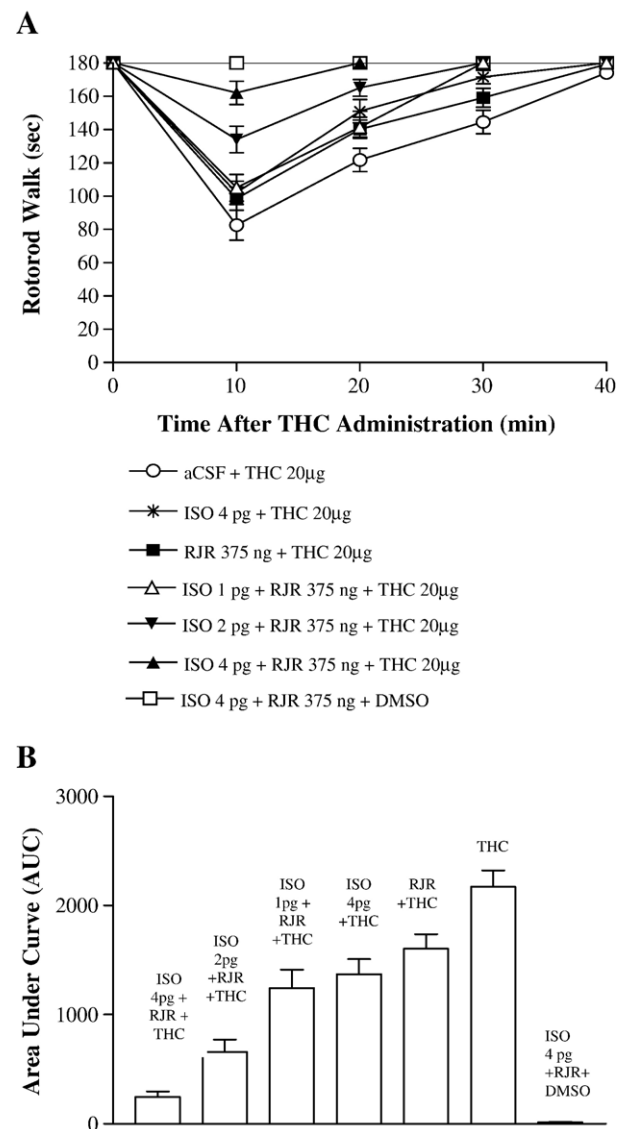 A
180
160
140
120
100
80
60
40
20
0
Rotorod Walk (sec)
0 10 20 30 40
Time After THC Administration (min)
aCSF + THC 20µg
ISO 4 pg + THC 20µg
RJR 375 ng + THC 20µg
ISO 1 pg + RJR 375 ng + THC 20µg
ISO 2 pg + RJR 375 ng + THC 20µg
ISO 4 pg + RJR 375 ng + THC 20µg
ISO 4 pg + RJR 375 ng + DMSO
B
3000
2000
1000
0
Area Under Curve (AUC)
ISO
4pg +
RJR +
THC
ISO
2pg
+RJR
+THC
ISO
1pg +
RJR
+THC
ISO
4pg
+THC
RJR
+THC
THC
ISO
4 pg
+RJR+
DMSO